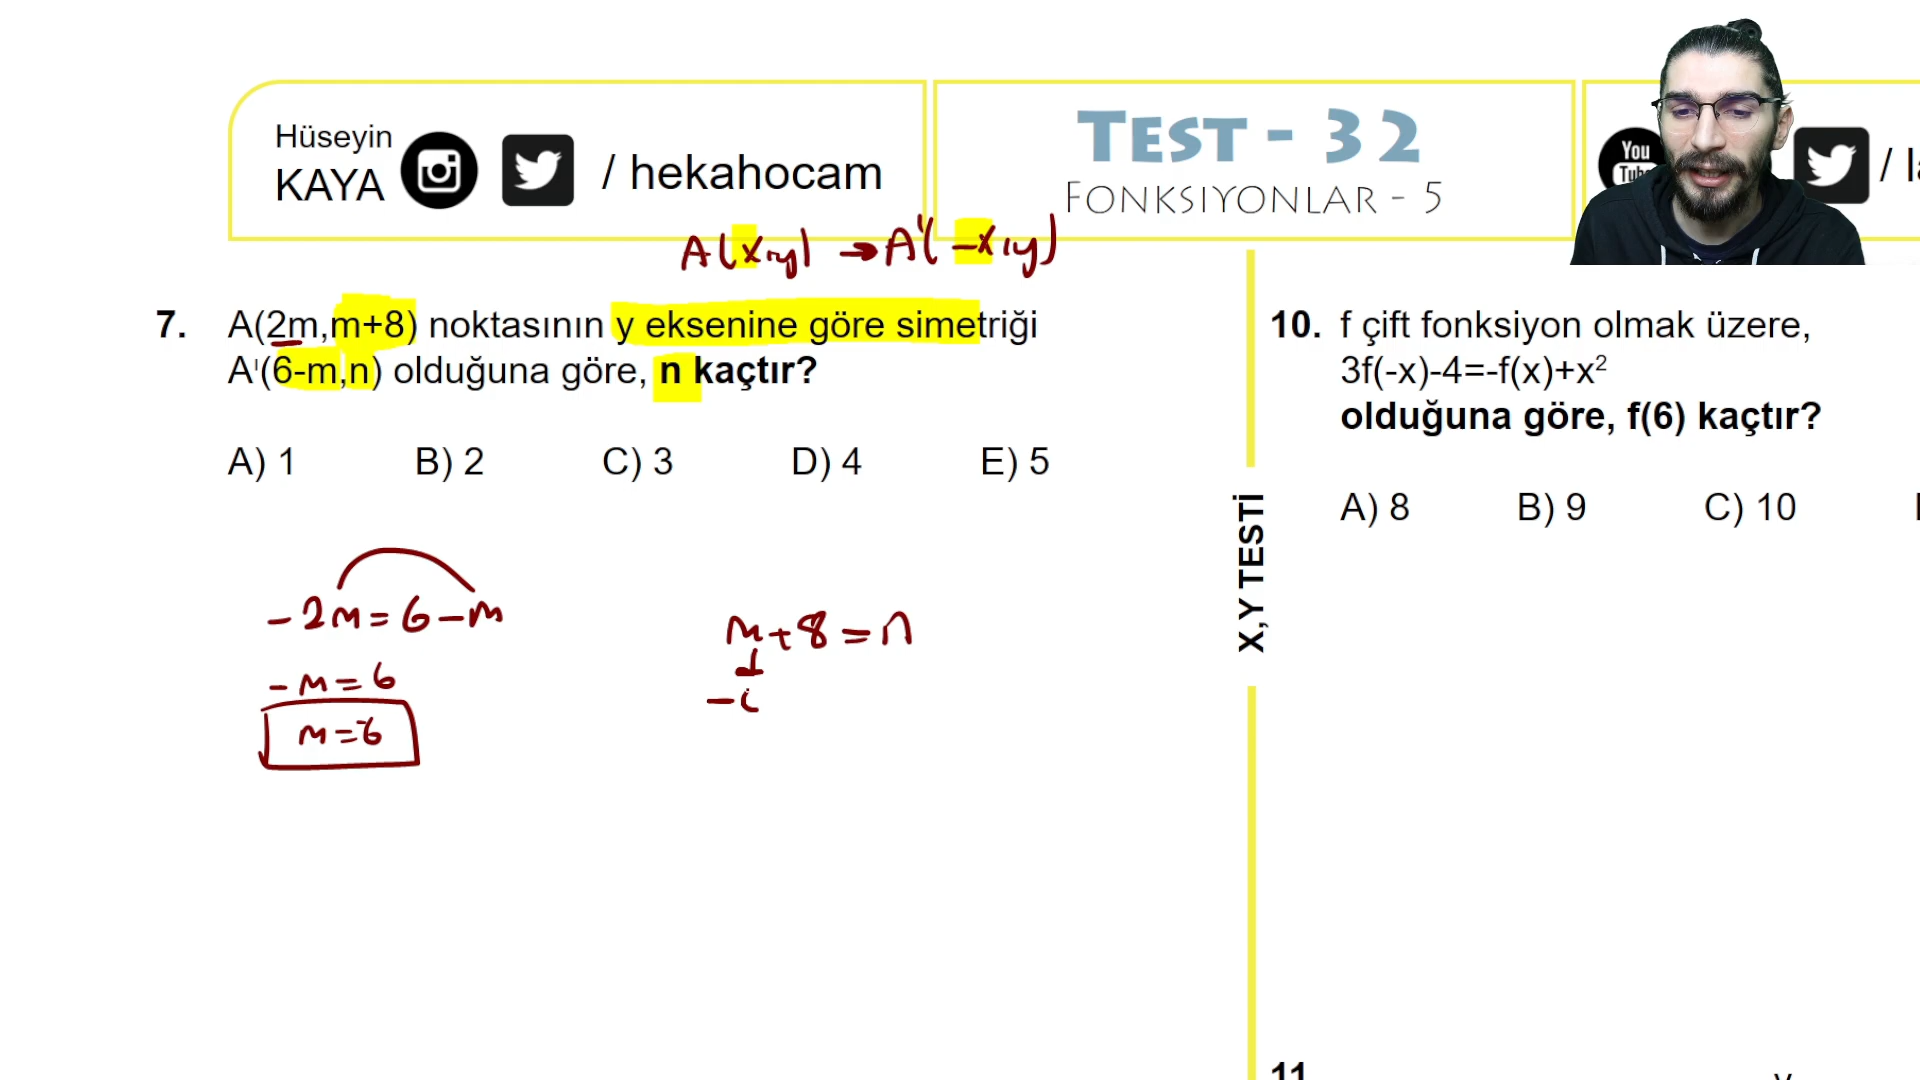 Hüseyin
KAYA
/ hekahocam
TEST - 32
FONKSIYONLAR - 5
You
Tube
/ la
A(x,y) → A'(-x,y)
7. A(2m,m+8) noktasının y eksenine göre simetriği
A'(6-m,n) olduğuna göre, n kaçtır?
A) 1 B) 2 C) 3 D) 4 E) 5
-2m = 6 - m
-m = 6
m = -6
m + 8 = n
X,Y TESTİ
10. f çift fonksiyon olmak üzere,
3f(-x)-4=-f(x)+x²
olduğuna göre, f(6) kaçtır?
A) 8 B) 9 C) 10
11